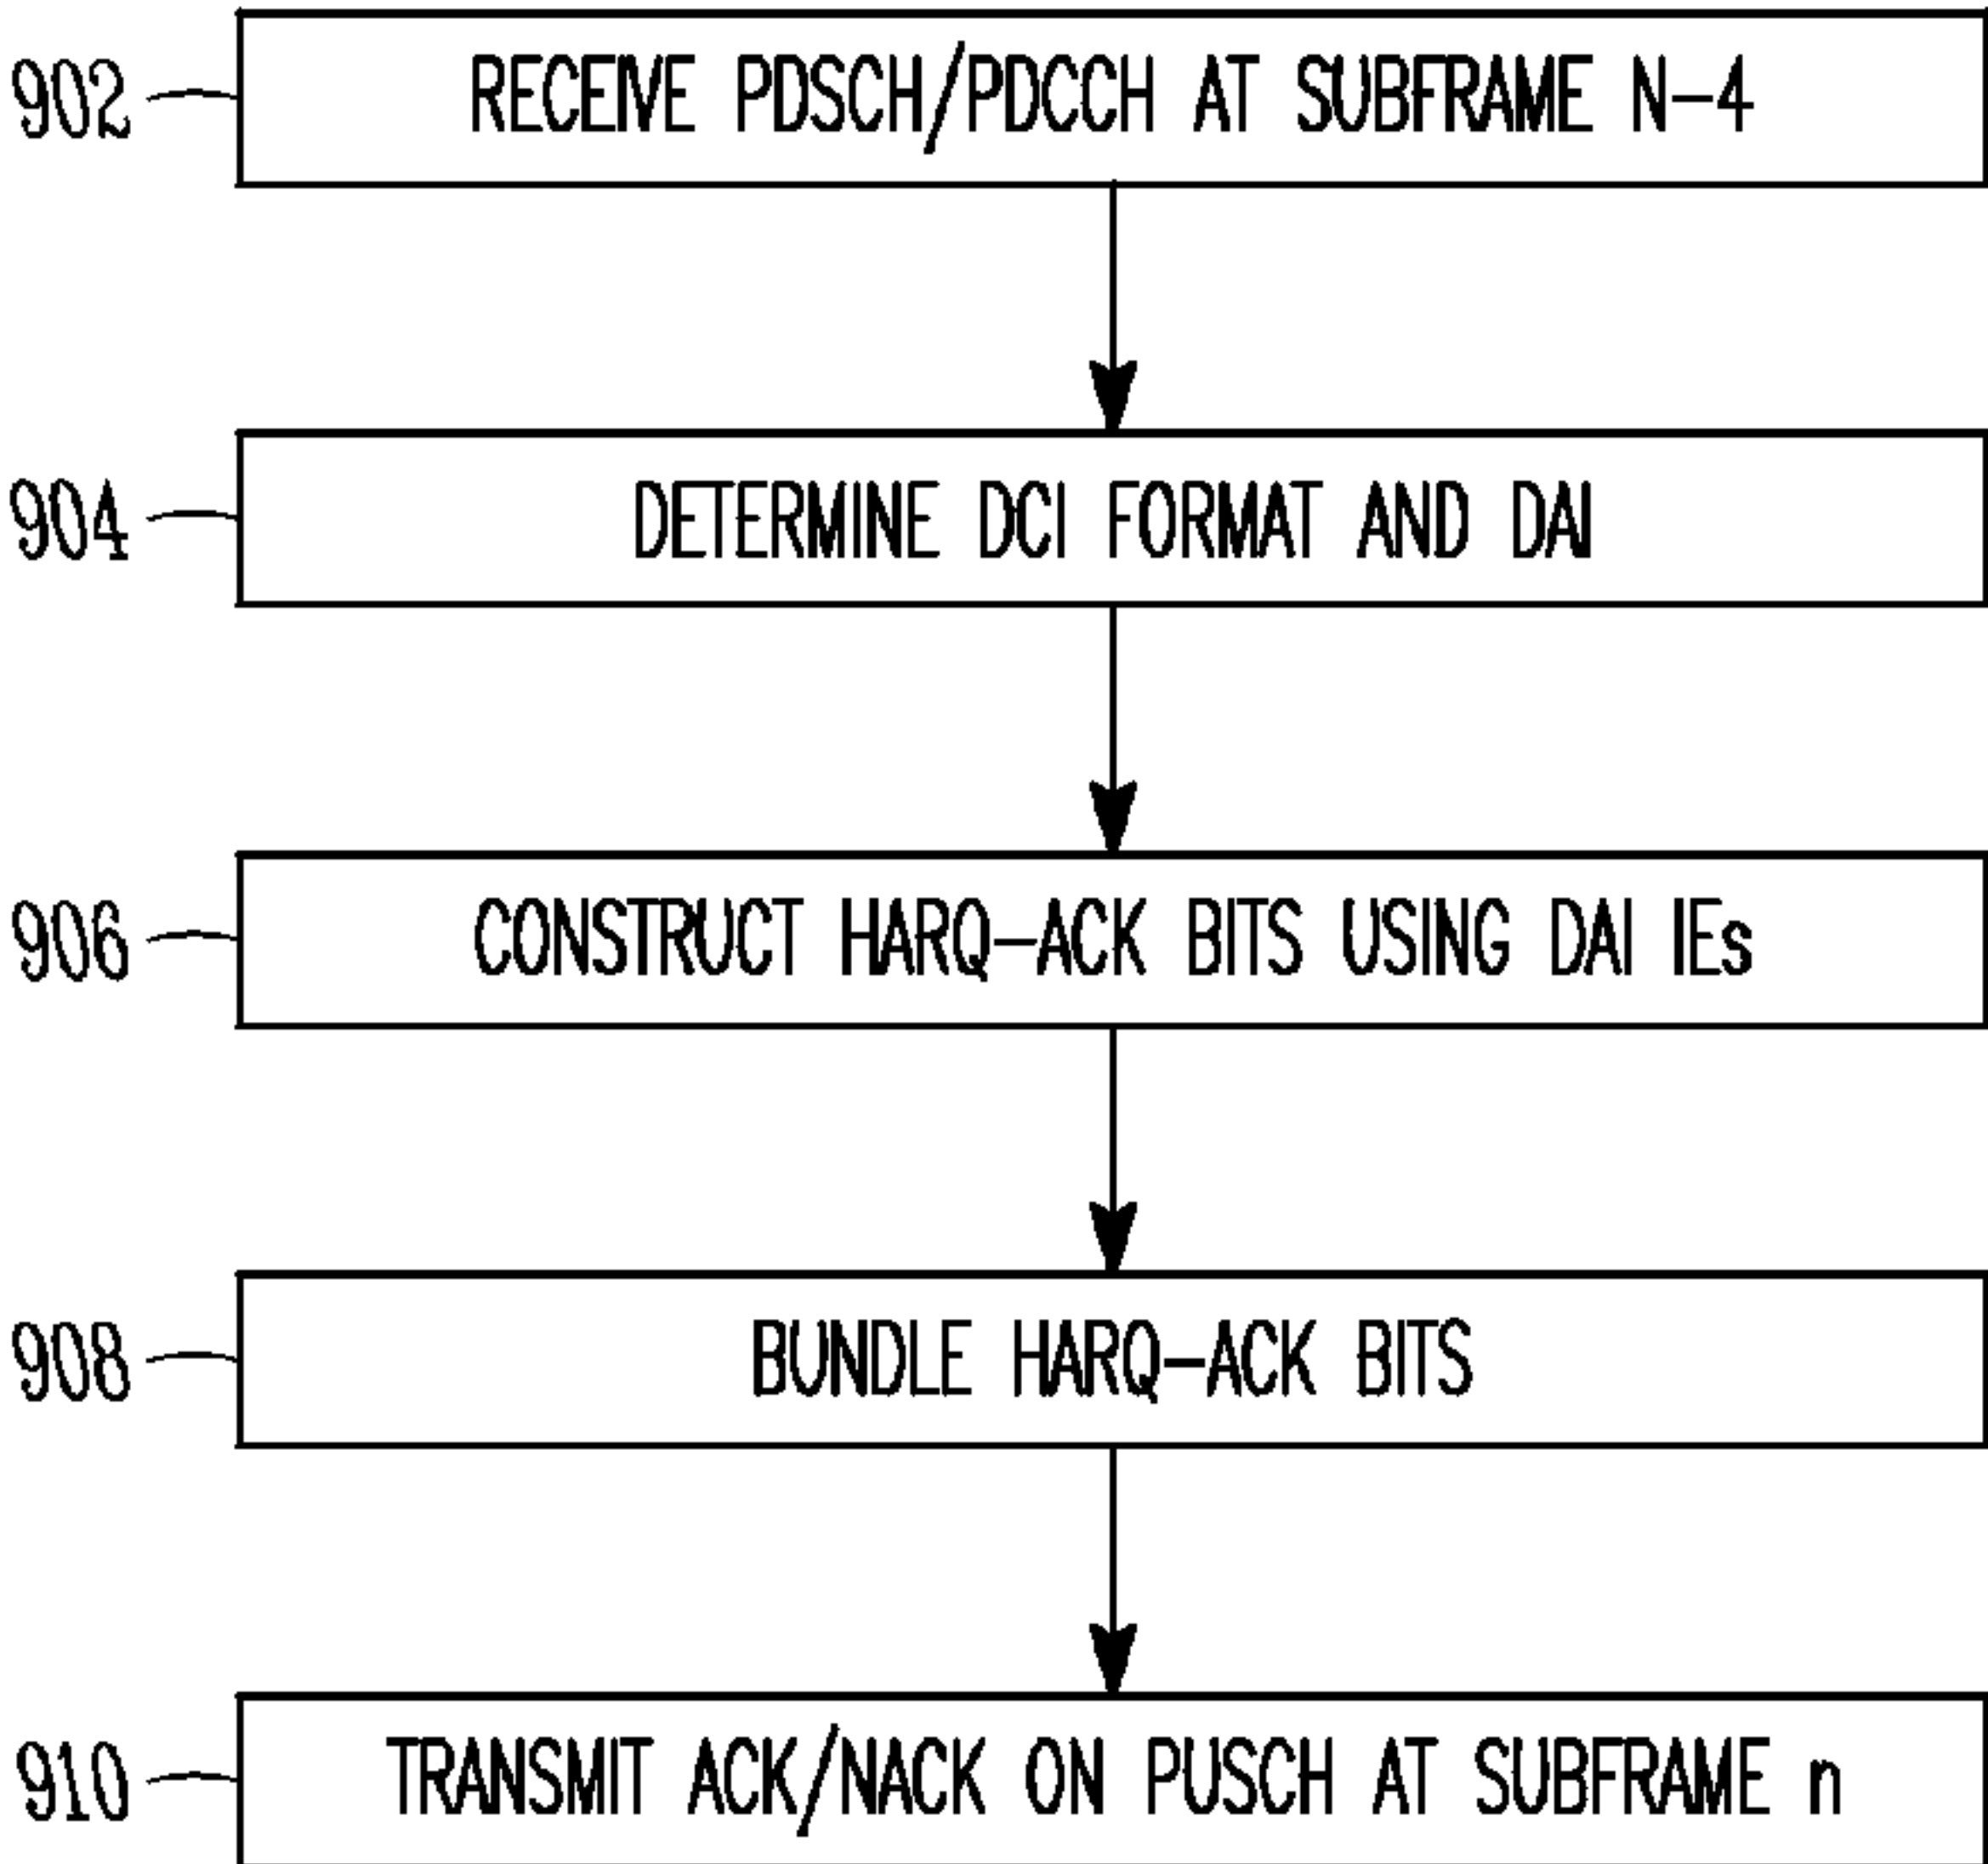 902 RECEIVE PDSCH/PDCCH AT SUBFRAME N-4
904 DETERMINE DCI FORMAT AND DAI
906 CONSTRUCT HARQ-ACK BITS USING DAI IEs
908 BUNDLE HARQ-ACK BITS
910 TRANSMIT ACK/NACK ON PUSCH AT SUBFRAME n